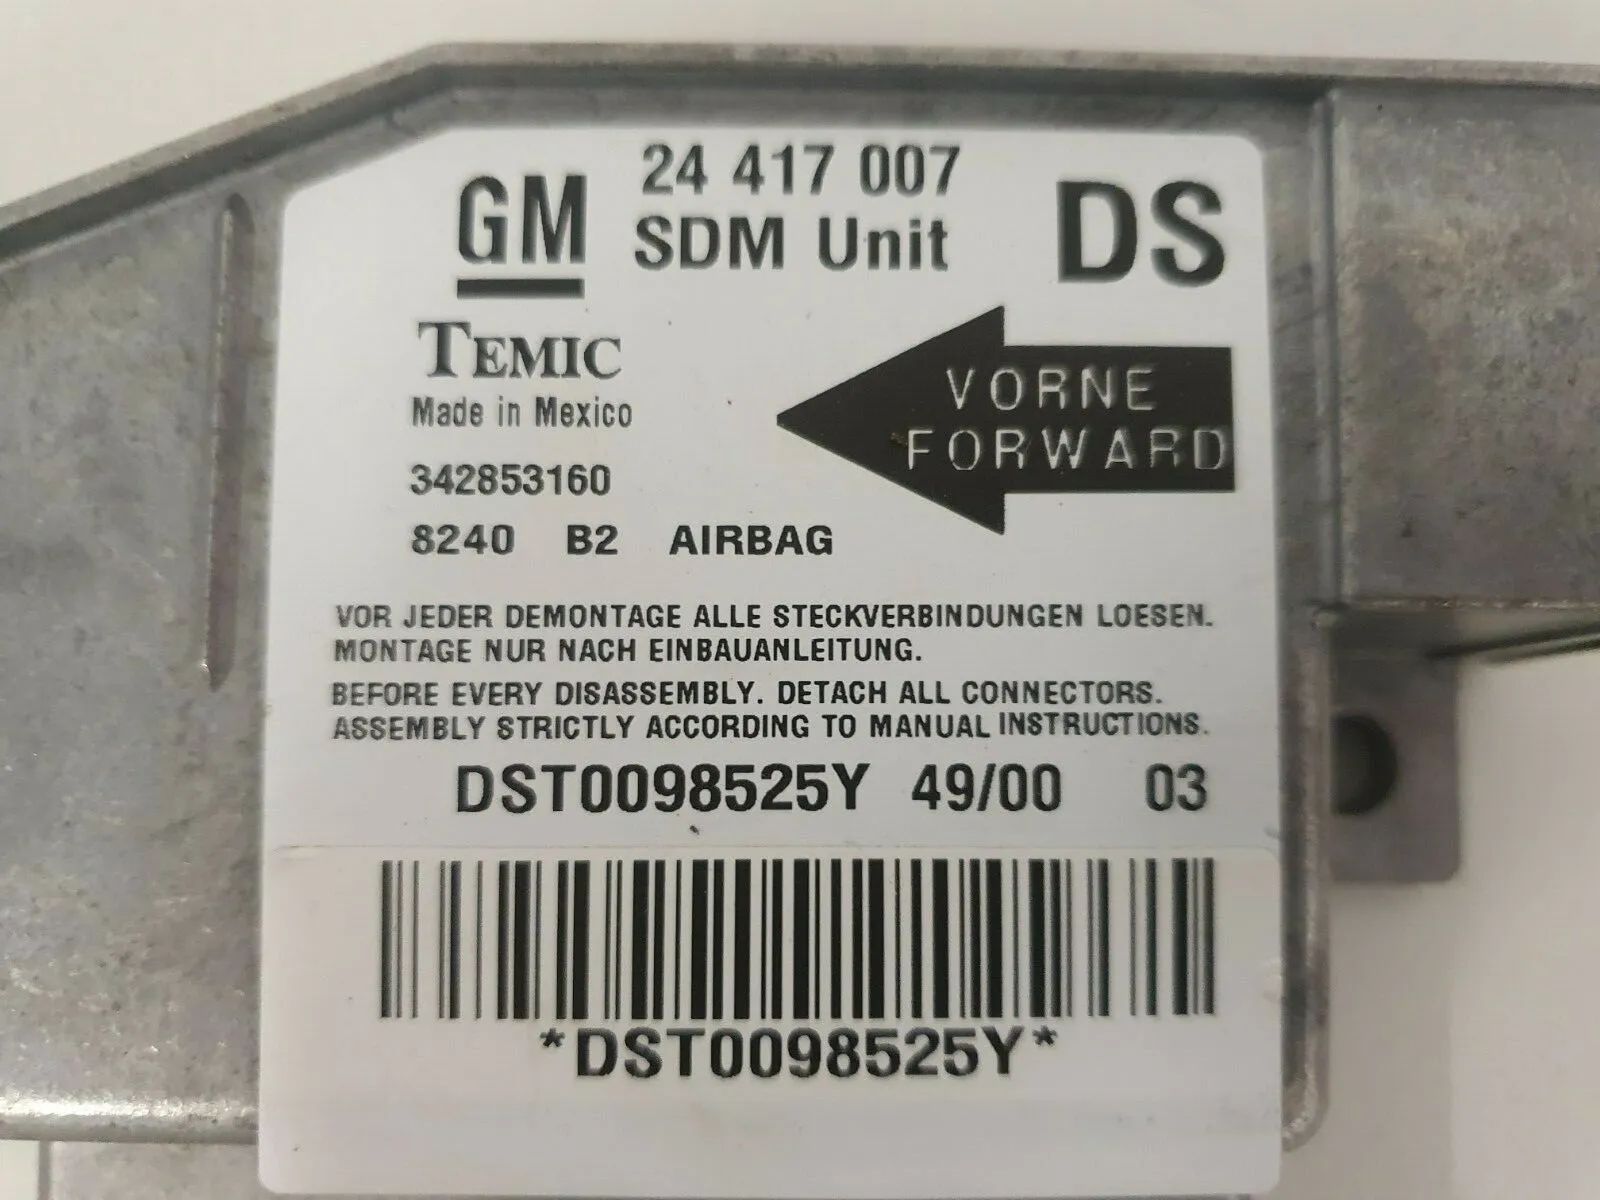 24 417 007
GM SDM Unit DS
TEMIC
Made in Mexico
VORNE
FORWARD
342853160
8240 B2 AIRBAG
VOR JEDER DEMONTAGE ALLE STECKVERBINDUNGEN LOESEN.
MONTAGE NUR NACH EINBAUANLEITUNG.
BEFORE EVERY DISASSEMBLY. DETACH ALL CONNECTORS.
ASSEMBLY STRICTLY ACCORDING TO MANUAL INSTRUCTIONS.
DST0098525Y 49/00 03
*DST0098525Y*